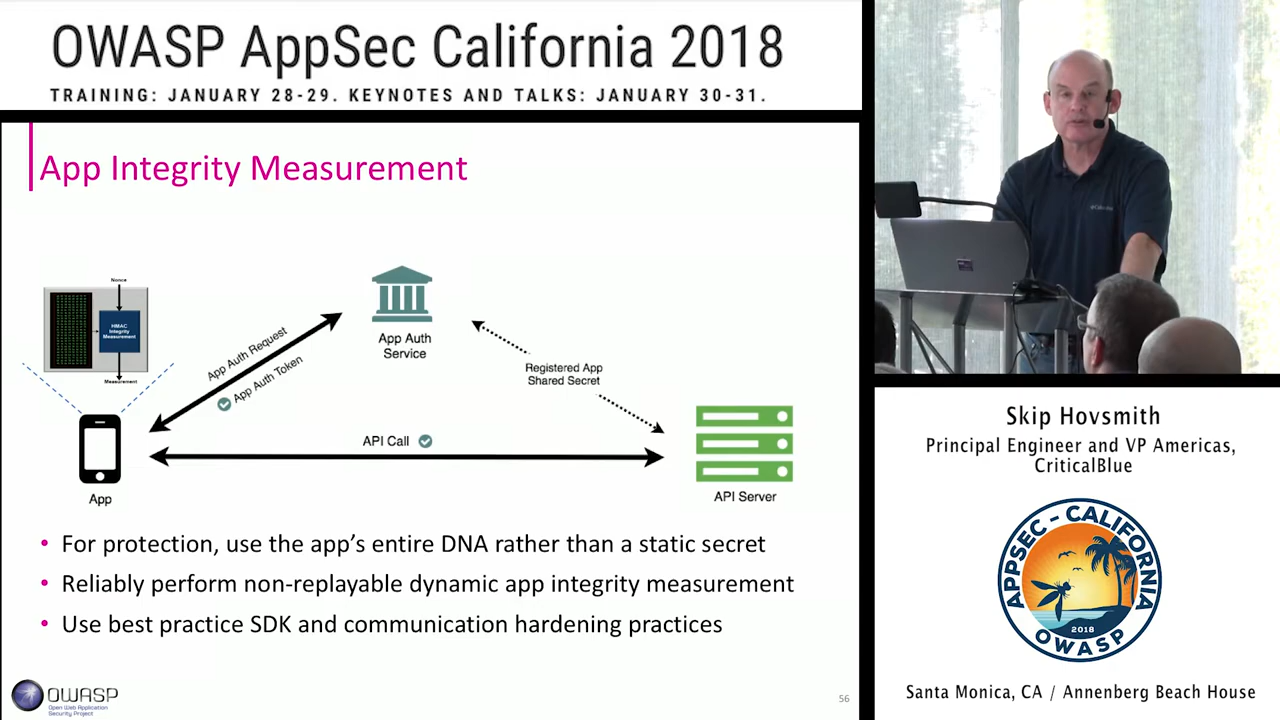 OWASP AppSec California 2018
TRAINING: JANUARY 28-29. KEYNOTES AND TALKS: JANUARY 30-31.
App Integrity Measurement
Nonce
HMAC
Integrity
Measurement
Measurement
App Auth Request
App Auth Token
App Auth
Service
Registered App
Shared Secret
API Call
App
API Server
• For protection, use the app’s entire DNA rather than a static secret
• Reliably perform non-replayable dynamic app integrity measurement
• Use best practice SDK and communication hardening practices
OWASP
Open Web Application
Security Project
56
Skip Hovsmith
Principal Engineer and VP Americas,
CriticalBlue
APPSEC - CALIFORNIA
2018
OWASP
Santa Monica, CA / Annenberg Beach House